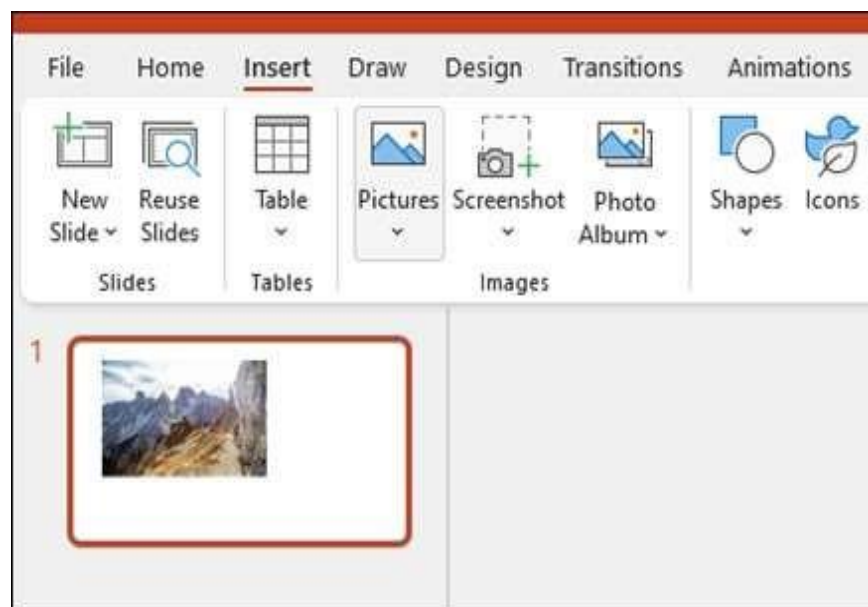 File Home Insert Draw Design Transitions Animations
New Slide Reuse Slides Table Pictures Screenshot Photo Album Shapes Icons
Slides Tables Images
1